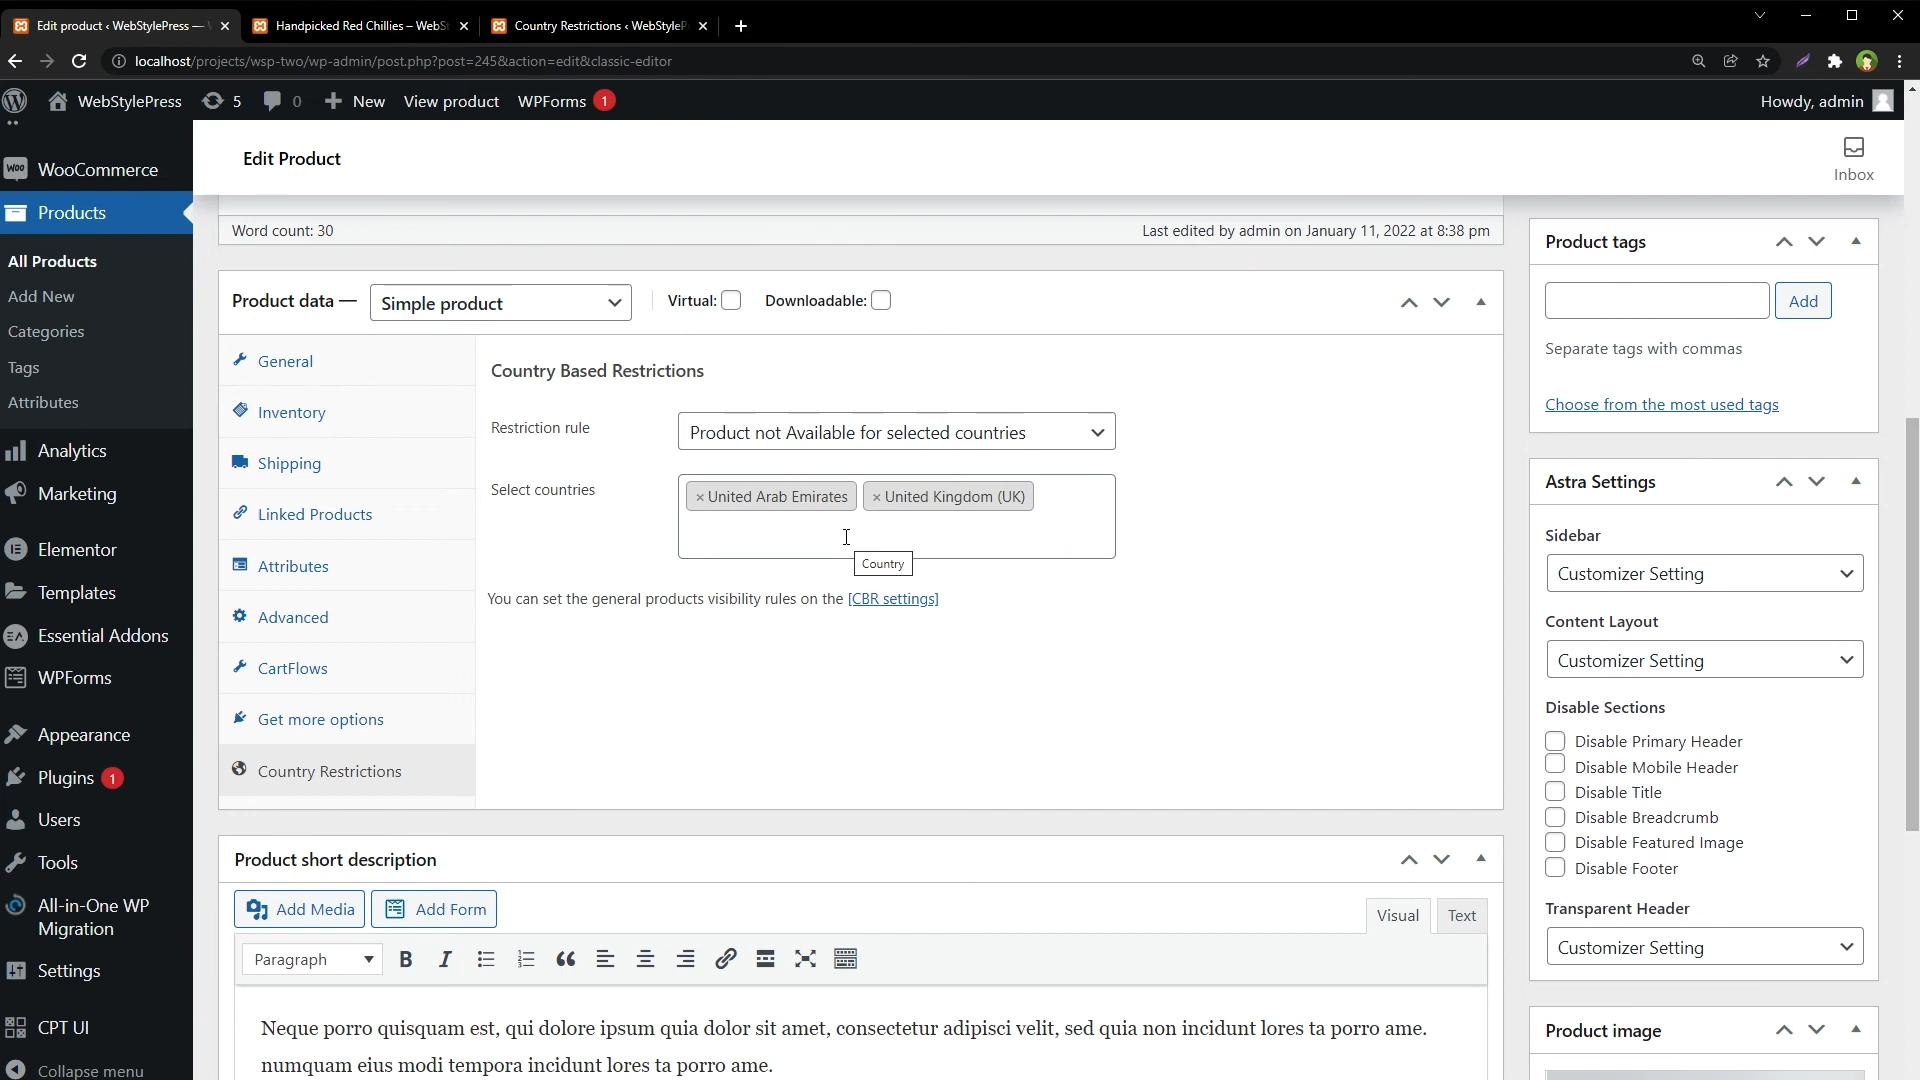 Edit product ‹ WebStylePress —
Handpicked Red Chillies – WebS
Country Restrictions ‹ WebStyleP
localhost/projects/wsp-two/wp-admin/post.php?post=245&action=edit&classic-editor
WebStylePress
5
0
New
View product
WPForms 1
Howdy, admin
WooCommerce
Products
All Products
Add New
Categories
Tags
Attributes
Analytics
Marketing
Elementor
Templates
Essential Addons
WPForms
Appearance
Plugins 1
Users
Tools
All-in-One WP
Migration
Settings
CPT UI
Collapse menu
Edit Product
Inbox
Word count: 30
Last edited by admin on January 11, 2022 at 8:38 pm
Product data —
Simple product
Virtual:
Downloadable:
General
Inventory
Shipping
Linked Products
Attributes
Advanced
CartFlows
Get more options
Country Restrictions
Country Based Restrictions
Restriction rule
Product not Available for selected countries
Select countries
× United Arab Emirates
× United Kingdom (UK)
Country
You can set the general products visibility rules on the [CBR settings]
Product short description
Add Media
Add Form
Visual
Text
Paragraph
Neque porro quisquam est, qui dolore ipsum quia dolor sit amet, consectetur adipisci velit, sed quia non incidunt lores ta porro ame.
numquam eius modi tempora incidunt lores ta porro ame.
Product tags
Add
Separate tags with commas
Choose from the most used tags
Astra Settings
Sidebar
Customizer Setting
Content Layout
Customizer Setting
Disable Sections
Disable Primary Header
Disable Mobile Header
Disable Title
Disable Breadcrumb
Disable Featured Image
Disable Footer
Transparent Header
Customizer Setting
Product image